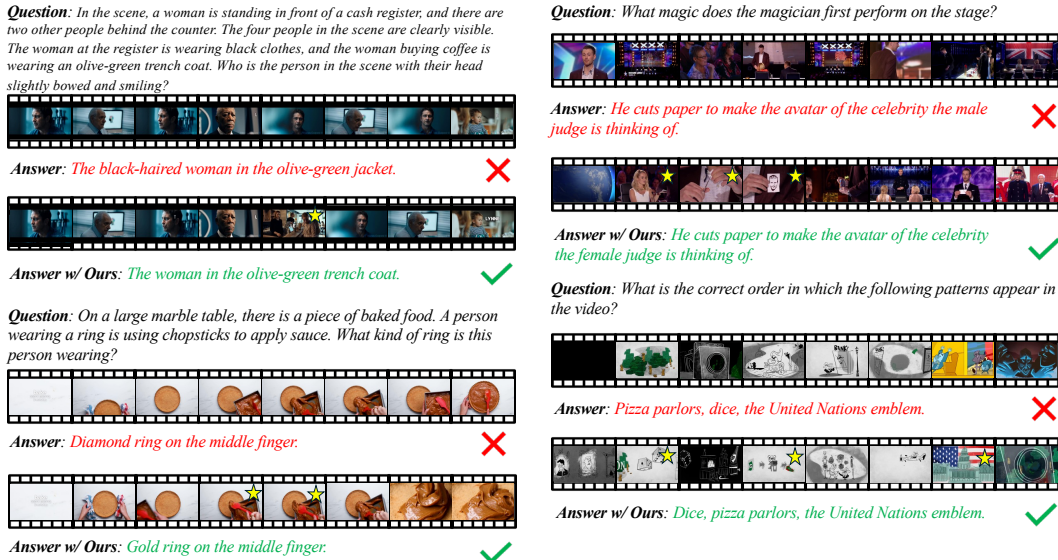 Question: In the scene, a woman is standing in front of a cash register, and there are
two other people behind the counter. The four people in the scene are clearly visible.
The woman at the register is wearing black clothes, and the woman buying coffee is
wearing an olive-green trench coat. Who is the person in the scene with their head
slightly bowed and smiling?
Answer: The black-haired woman in the olive-green jacket.
Answer w/ Ours: The woman in the olive-green trench coat.
Question: On a large marble table, there is a piece of baked food. A person
wearing a ring is using chopsticks to apply sauce. What kind of ring is this
person wearing?
Answer: Diamond ring on the middle finger.
Answer w/ Ours: Gold ring on the middle finger.
Question: What magic does the magician first perform on the stage?
XXXX
Answer: He cuts paper to make the avatar of the celebrity the male
judge is thinking of.
Answer w/ Ours: He cuts paper to make the avatar of the celebrity
the female judge is thinking of.
Question: What is the correct order in which the following patterns appear in
the video?
Answer: Pizza parlors, dice, the United Nations emblem.
Answer w/ Ours: Dice, pizza parlors, the United Nations emblem.